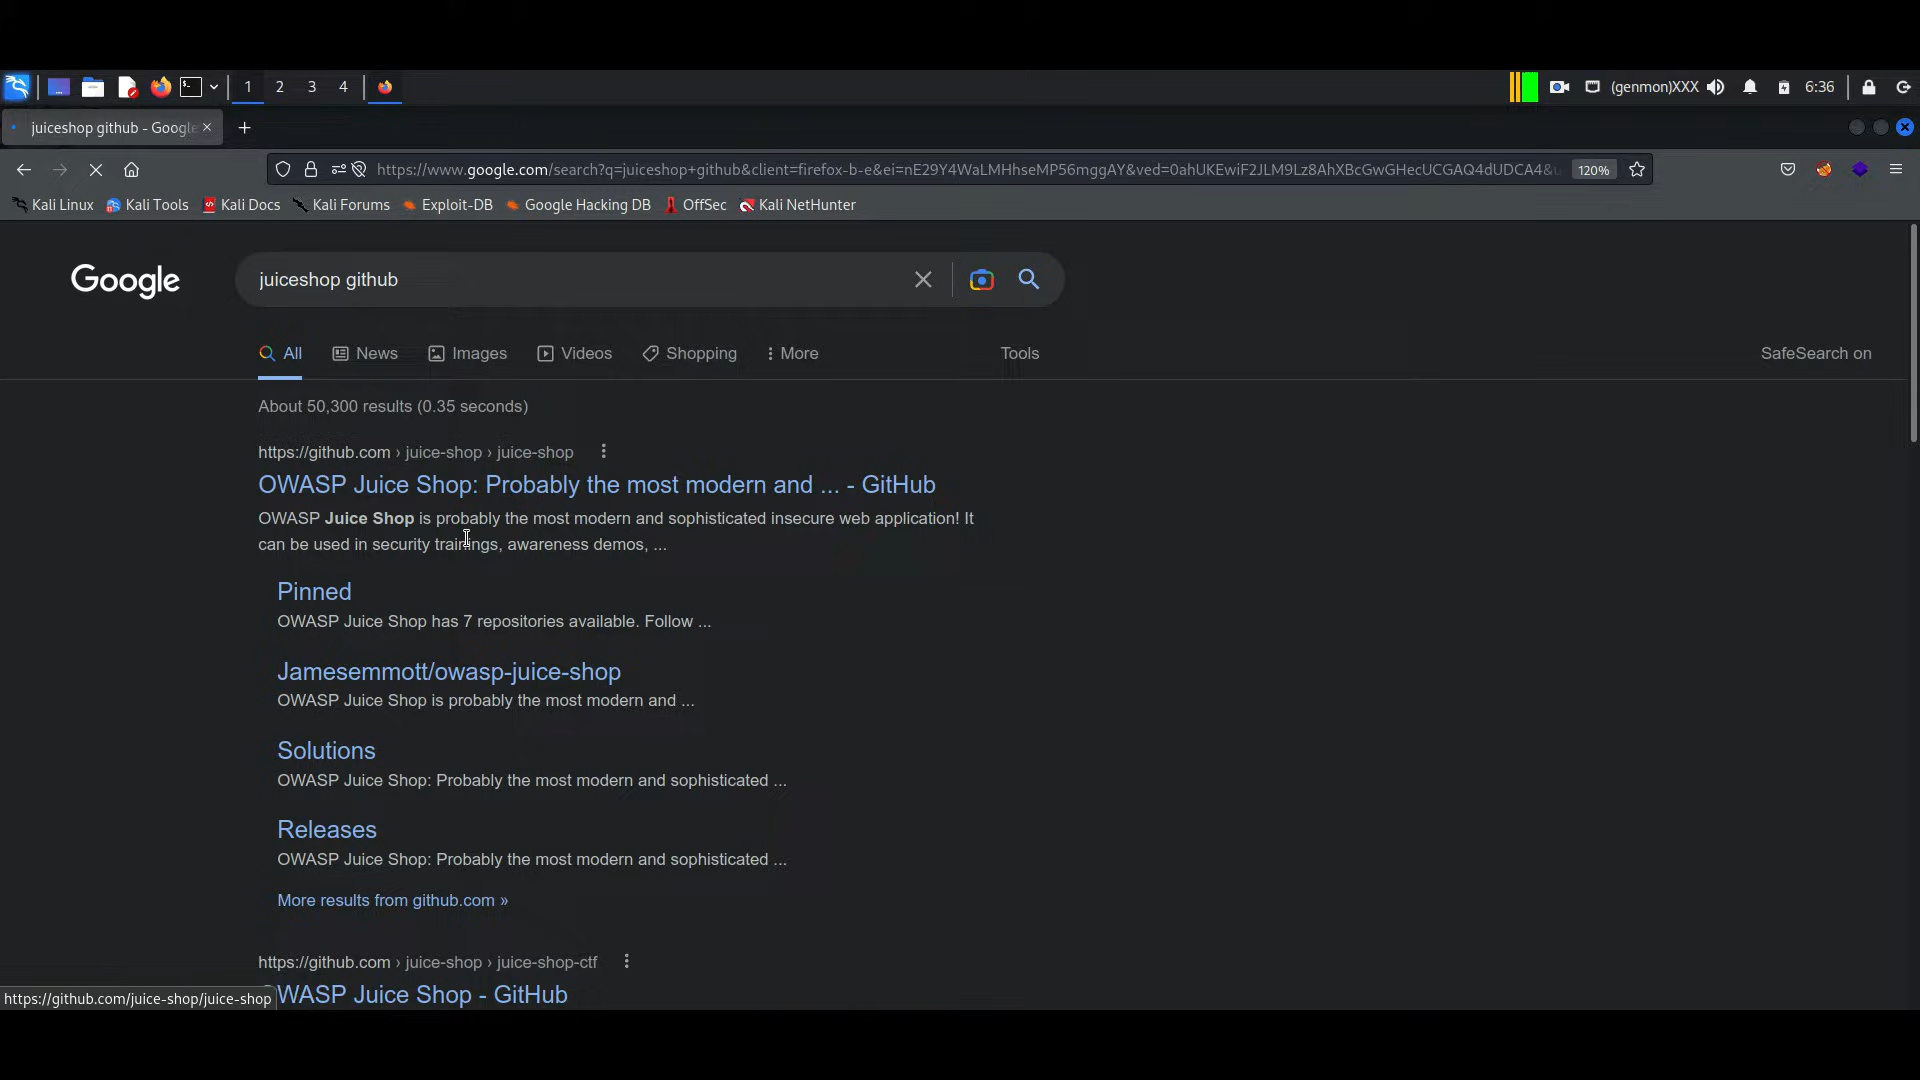 1 2 3 4 (genmon)XXX 6:36
juiceshop github - Google
https://www.google.com/search?q=juiceshop+github&client=firefox-b-e&ei=nE29Y4WaLMHhseMP56mggAY&ved=0ahUKEwiF2JLM9Lz8AhXBcGwGHecUCGAQ4dUDCA4&u 120%
Kali Linux Kali Tools Kali Docs Kali Forums Exploit-DB Google Hacking DB OffSec Kali NetHunter
Google juiceshop github
All News Images Videos Shopping More Tools SafeSearch on
About 50,300 results (0.35 seconds)
https://github.com › juice-shop › juice-shop
OWASP Juice Shop: Probably the most modern and ... - GitHub
OWASP Juice Shop is probably the most modern and sophisticated insecure web application! It
can be used in security trainings, awareness demos, ...
Pinned
OWASP Juice Shop has 7 repositories available. Follow ...
Jamesemmott/owasp-juice-shop
OWASP Juice Shop is probably the most modern and ...
Solutions
OWASP Juice Shop: Probably the most modern and sophisticated ...
Releases
OWASP Juice Shop: Probably the most modern and sophisticated ...
More results from github.com »
https://github.com › juice-shop › juice-shop-ctf
OWASP Juice Shop - GitHub
https://github.com/juice-shop/juice-shop